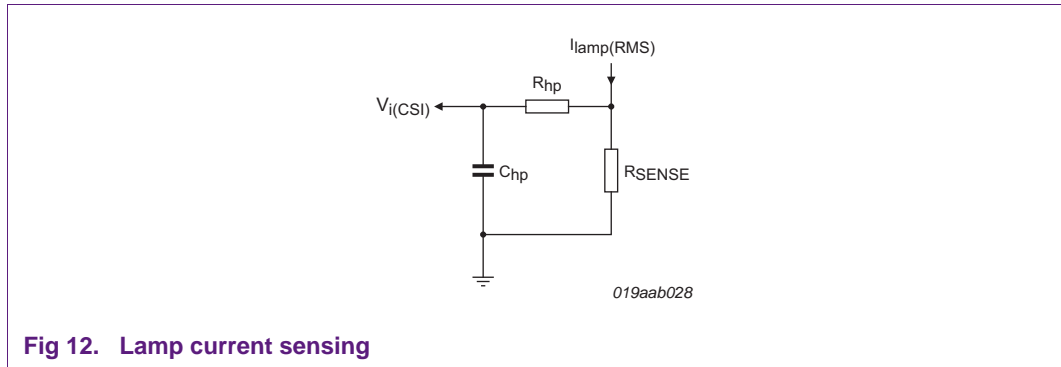 Ilamp(RMS)
Rhp
Vi(CSI)
Chp
RSENSE
019aab028
Fig 12. Lamp current sensing